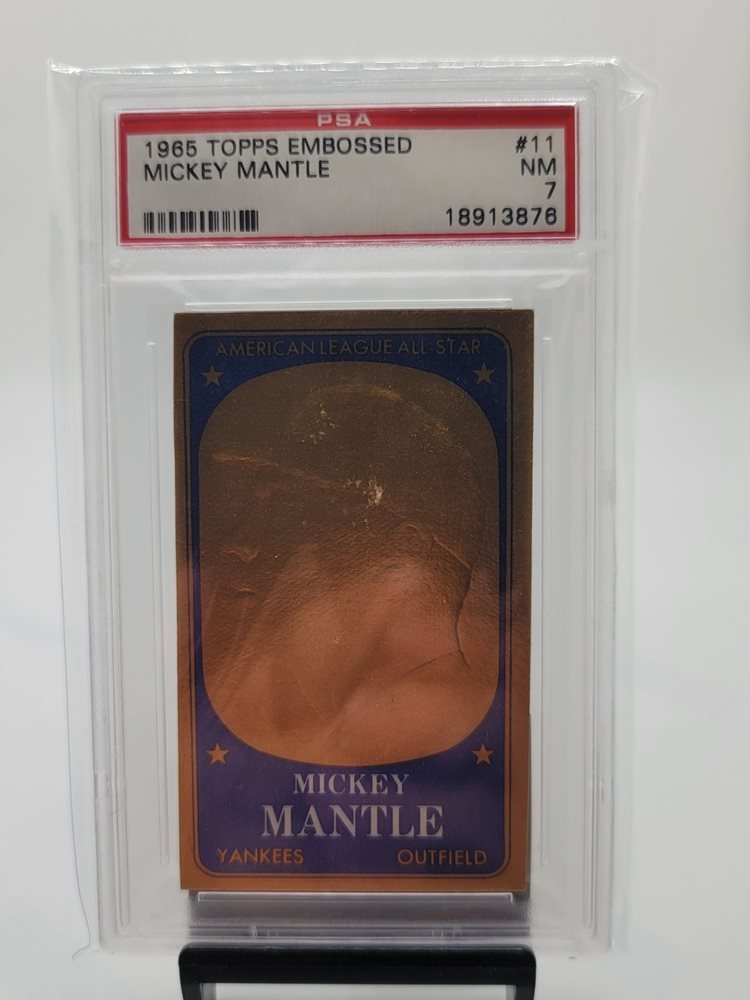 PSA
1965 TOPPS EMBOSSED #11
MICKEY MANTLE NM
7
18913876
AMERICAN LEAGUE ALL-STAR
MICKEY
MANTLE
YANKEES OUTFIELD